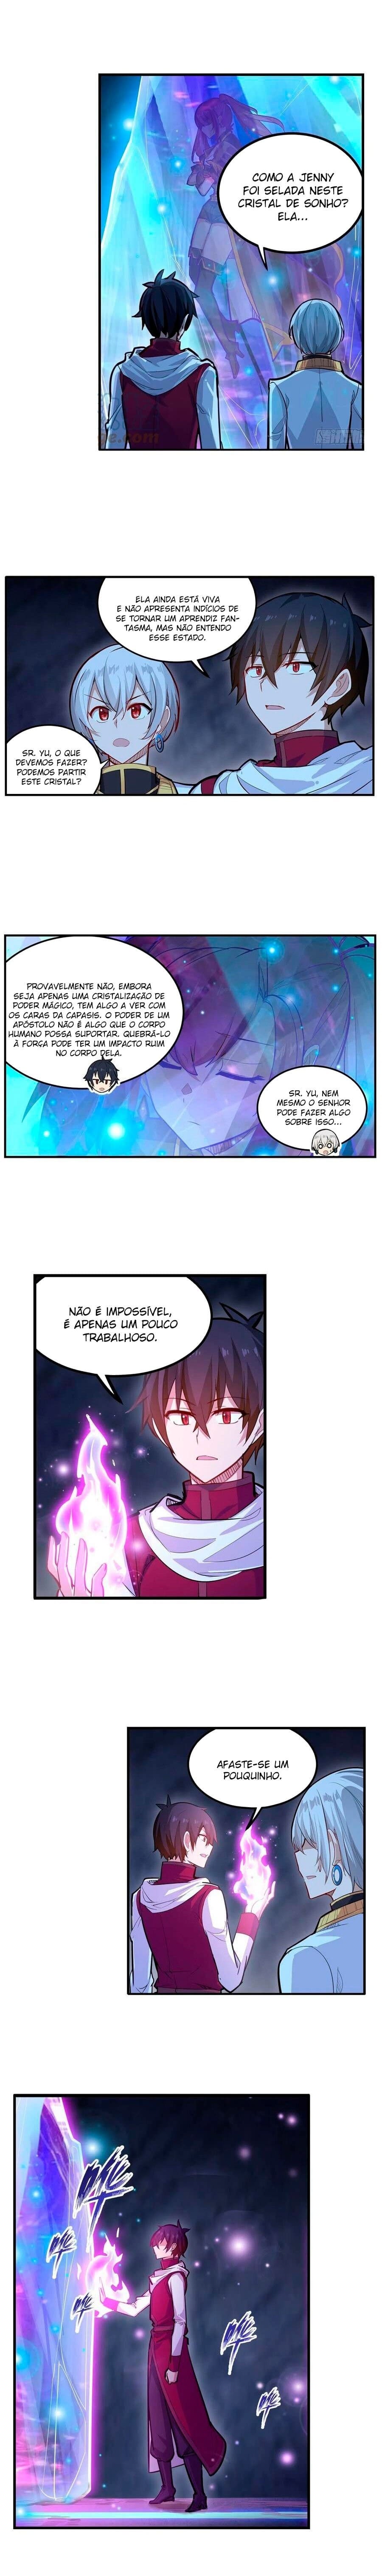 COMO A JENNY
FOI SELADA NESTE
CRISTAL DE SONHO?
ELA...
ge.com
ELA AINDA ESTÁ VIVA
E NÃO APRESENTA INDÍCIOS DE
SE TORNAR UM APRENDIZ FAN-
TASMA, MAS NÃO ENTENDO
ESSE ESTADO.
SR. YU, O QUE
DEVEMOS FAZER?
PODEMOS PARTIR
ESTE CRISTAL?
PROVAVELMENTE NÃO, EMBORA
SEJA APENAS UMA CRISTALIZAÇÃO DE
PODER MÁGICO, TEM ALGO A VER COM
OS CARAS DA CAPASIS. O PODER DE UM
APÓSTOLO NÃO É ALGO QUE O CORPO
HUMANO POSSA SUPORTAR. QUEBRÁ-LO
À FORÇA PODE TER UM IMPACTO RUIM
NO CORPO DELA.
SR. YU, NEM
MESMO O SENHOR
PODE FAZER ALGO
SOBRE ISSO...
NÃO É IMPOSSÍVEL,
É APENAS UM POUCO
TRABALHOSO.
AFASTE-SE UM
POUQUINHO.